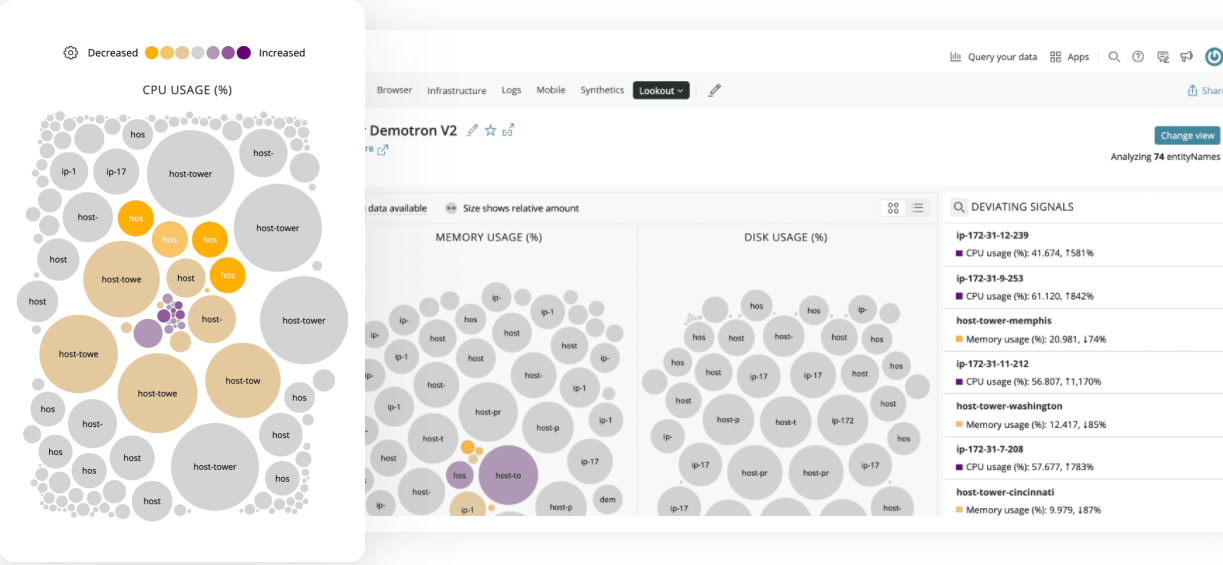 Decreased
Increased
CPU USAGE (%)
hos
host-
host-tower
ip-1
ip-17
host-
hos
host-tower
hos
hos
host
host-towe
host
hos
host
host-
host-tower
host-towe
host-tow
host-towe
hos
hos
host-
host
hos
host
hos
host-tower
hos
host
Query your data
Apps
Browser
Infrastructure
Logs
Mobile
Synthetics
Lookout
Share
Demotron V2
re
Change view
Analyzing 74 entityNames
data available
Size shows relative amount
MEMORY USAGE (%)
ip-
ip-1
ip-
hos
ip-
host
host
host
ip-1
host
ip-
ip-
host-
host-
ip-1
ip-1
host-pr
ip-1
host-t
host-p
host
ip-17
hos
host-to
host-
dem
ip-
ip-1
host-p
DISK USAGE (%)
hos
hos
ip-
hos
host
host-
host
hos
hos
host
ip-17
ip-17
host
hos
host
host-p
host-t
ip-172
host
ip-
hos
ip-17
host-pr
host-pr
ip-17
ip-17
host-
DEVIATING SIGNALS
ip-172-31-12-239
CPU usage (%): 41.674, ↑581%
ip-172-31-9-253
CPU usage (%): 61.120, ↑842%
host-tower-memphis
Memory usage (%): 20.981, ↓74%
ip-172-31-11-212
CPU usage (%): 56.807, ↑1,170%
host-tower-washington
Memory usage (%): 12.417, ↓85%
ip-172-31-7-208
CPU usage (%): 57.677, ↑783%
host-tower-cincinnati
Memory usage (%): 9.979, ↓87%